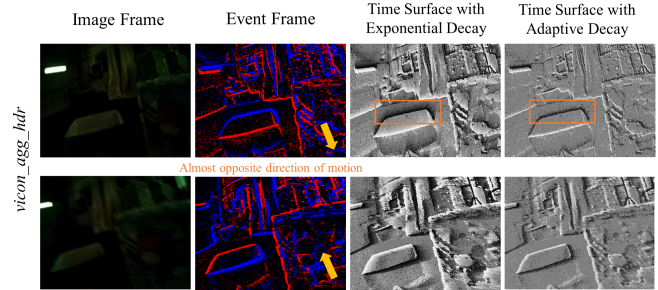 Image Frame
Event Frame
Time Surface with
Exponential Decay
Time Surface with
Adaptive Decay
vicon_agg_hdr
Almost opposite direction of motion